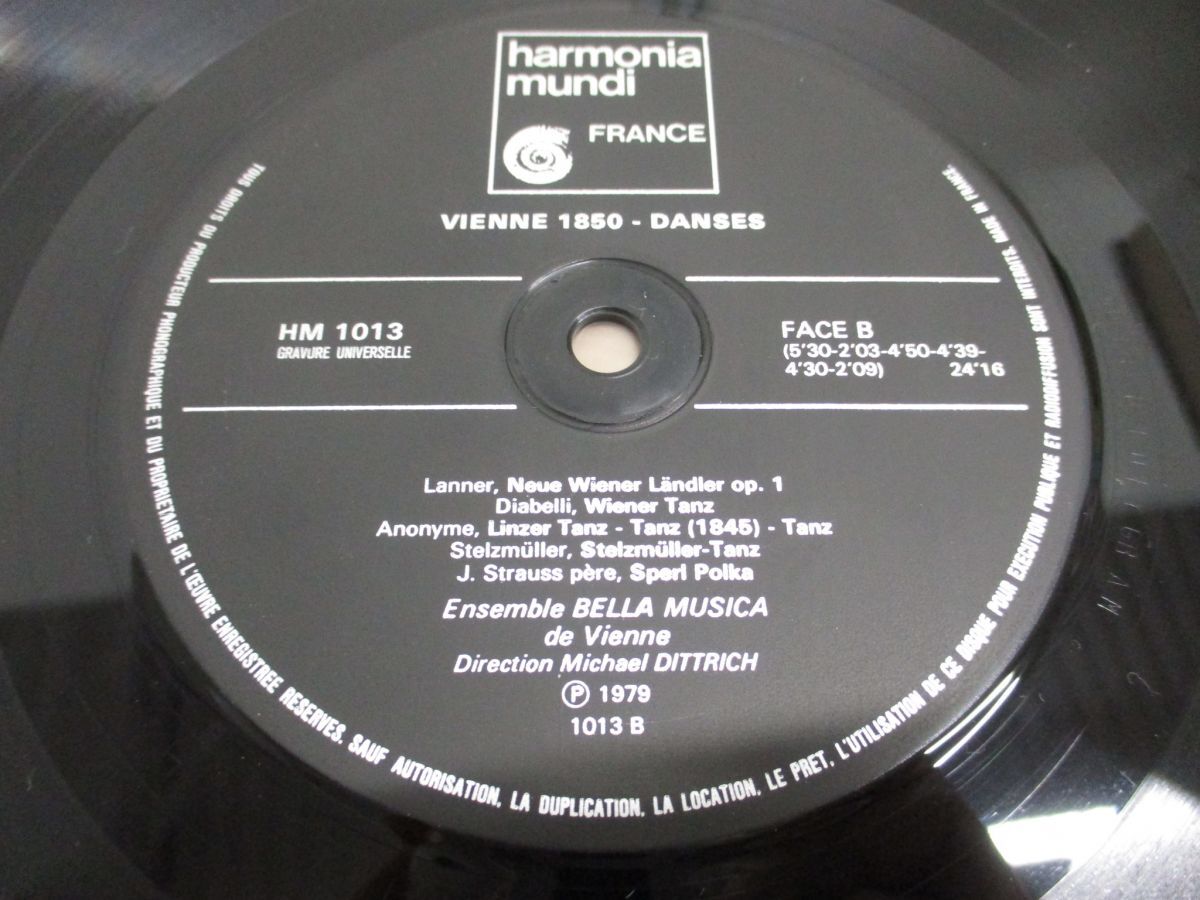 harmonia
mundi
FRANCE
VIENNE 1850 - DANSES
HM 1013
GRAVURE UNIVERSELLE
FACE B
(5'30-2'03-4'50-4'39-
4'30-2'09) 24'16
Lanner, Neue Wiener Ländler op. 1
Diabelli, Wiener Tanz
Anonyme, Linzer Tanz - Tanz (1845) - Tanz
Stelzmüller, Stelzmüller-Tanz
J. Strauss père, Sperl Polka
Ensemble BELLA MUSICA
de Vienne
Direction Michael DITTRICH
Ⓟ 1979
1013 B
TOUS DROITS DU PRODUCTEUR PHONOGRAPHIQUE ET DU PROPRIETAIRE DE L'ŒUVRE ENREGISTREE RESERVES. SAUF AUTORISATION, LA DUPLICATION, LA LOCATION, LE PRET, L'UTILISATION DE CE DISQUE POUR EXECUTION PUBLIQUE ET RADIODIFFUSION SONT INTERDITS. MADE IN FRANCE.